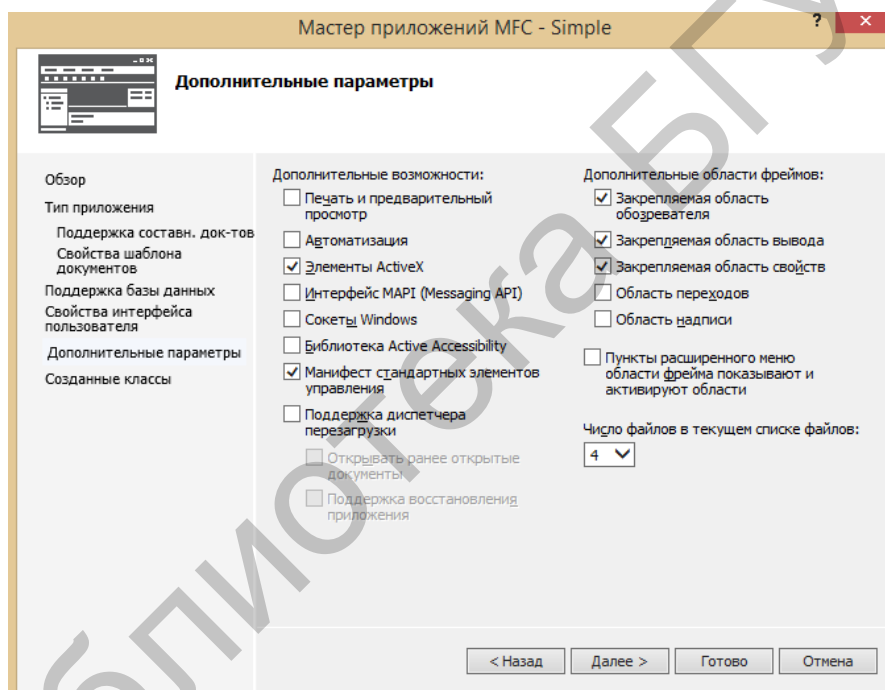 Мастер приложений MFC - Simple
?
Дополнительные параметры
Обзор
Тип приложения
Поддержка составн. док-тов
Свойства шаблона
документов
Поддержка базы данных
Свойства интерфейса
пользователя
Дополнительные параметры
Созданные классы
Дополнительные возможности:
Печать и предварительный
просмотр
Автоматизация
Элементы ActiveX
Интерфейс MAPI (Messaging API)
Сокеты Windows
Библиотека Active Accessibility
Манифест стандартных элементов
управления
Поддержка диспетчера
перезагрузки
Открывать ранее открытые
документы
Поддержка восстановления
приложения
Дополнительные области фреймов:
Закрепляемая область
обозревателя
Закрепляемая область вывода
Закрепляемая область свойств
Область переходов
Область надписи
Пункты расширенного меню
области фрейма показывают и
активируют области
Число файлов в текущем списке файлов:
4
< Назад
Далее >
Готово
Отмена
блиотека БГУ